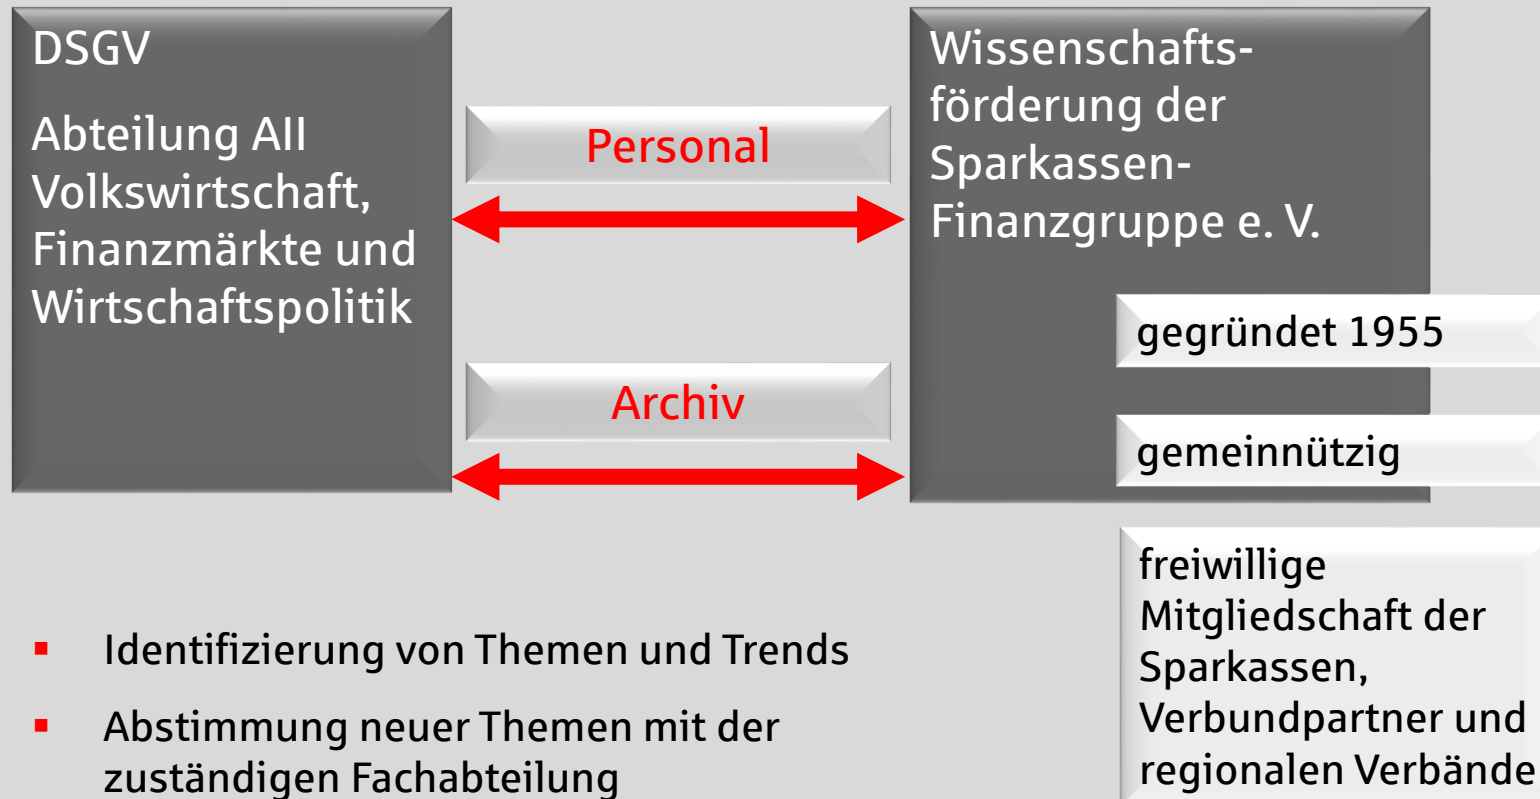 DSGV
Abteilung AII
Volkswirtschaft,
Finanzmärkte und
Wirtschaftspolitik
Personal
Archiv
Wissenschafts-
förderung der
Sparkassen-
Finanzgruppe e. V.
gegründet 1955
gemeinnützig
freiwillige
Mitgliedschaft der
Sparkassen,
Verbundpartner und
regionalen Verbände
▪ Identifizierung von Themen und Trends
▪ Abstimmung neuer Themen mit der
zuständigen Fachabteilung